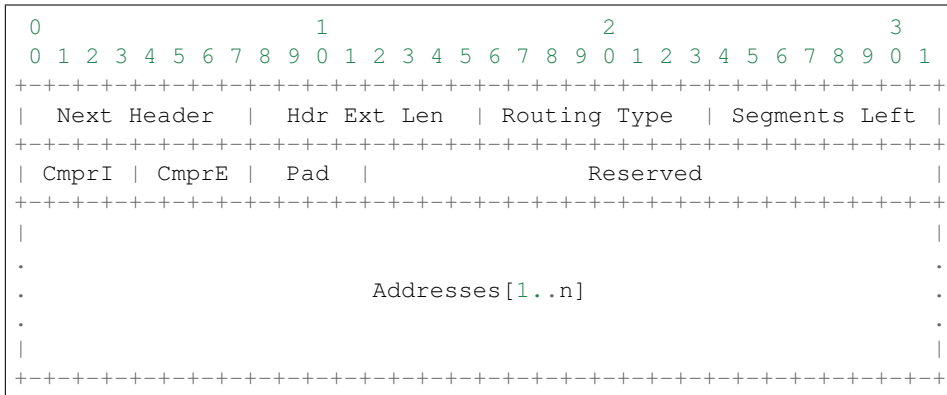 0                   1                   2                   3
 0 1 2 3 4 5 6 7 8 9 0 1 2 3 4 5 6 7 8 9 0 1 2 3 4 5 6 7 8 9 0 1
+-+-+-+-+-+-+-+-+-+-+-+-+-+-+-+-+-+-+-+-+-+-+-+-+-+-+-+-+-+-+-+-+
|  Next Header  |  Hdr Ext Len  | Routing Type  | Segments Left |
+-+-+-+-+-+-+-+-+-+-+-+-+-+-+-+-+-+-+-+-+-+-+-+-+-+-+-+-+-+-+-+-+
| CmprI | CmprE |  Pad  |               Reserved                |
+-+-+-+-+-+-+-+-+-+-+-+-+-+-+-+-+-+-+-+-+-+-+-+-+-+-+-+-+-+-+-+-+
|                                                               |
.                                                               .
.                        Addresses[1..n]                        .
.                                                               .
|                                                               |
+-+-+-+-+-+-+-+-+-+-+-+-+-+-+-+-+-+-+-+-+-+-+-+-+-+-+-+-+-+-+-+-+